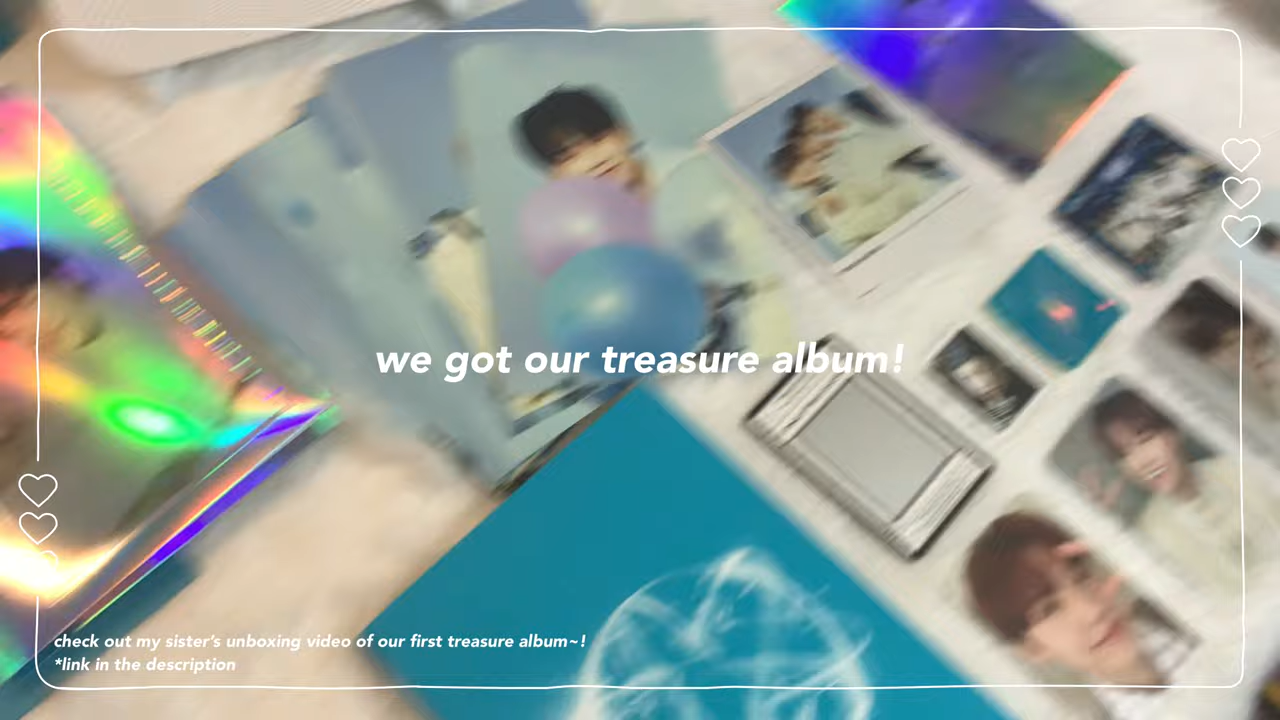 we got our treasure album!
check out my sister's unboxing video of our first treasure album~!
*link in the description